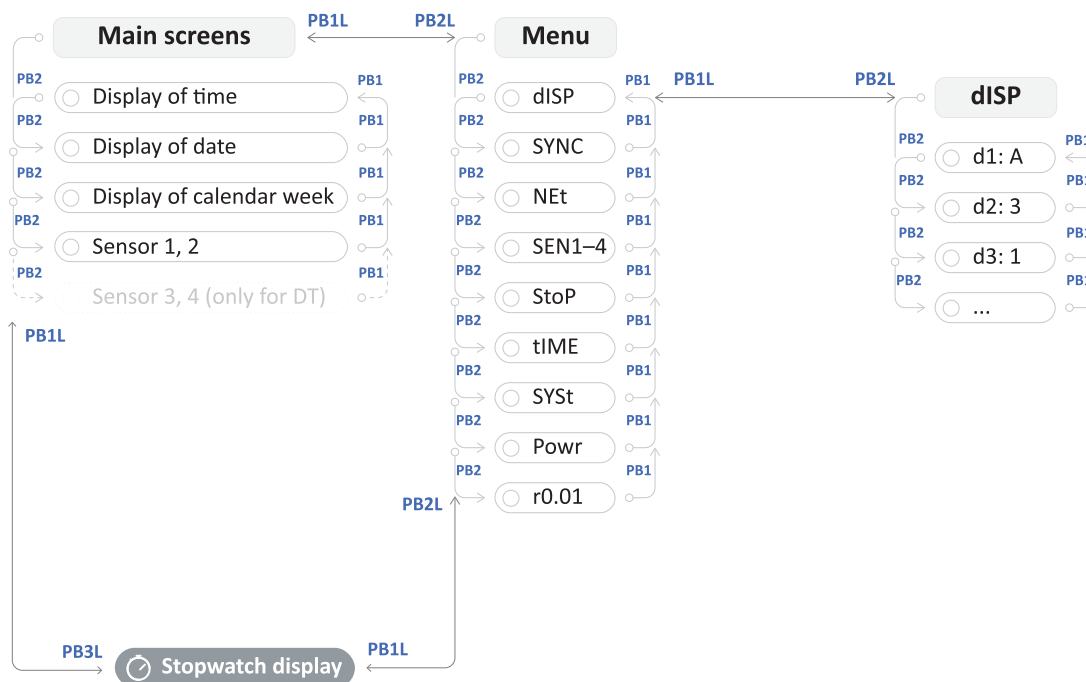 PB1L
PB2L
Main screens
Menu
PB2
Display of time
PB1
PB2
Display of date
PB1
PB2
Display of calendar week
PB1
PB2
Sensor 1, 2
PB1
PB2
Sensor 3, 4 (only for DT)
PB1L
PB2
dISP
PB1
PB2
SYNC
PB1
PB2
NEt
PB1
PB2
SEN1–4
PB1
PB2
StoP
PB1
PB2
tIME
PB1
PB2
SYSt
PB1
PB2
Powr
PB1
PB2
r0.01
PB2L
PB1L
PB2L
dISP
PB2
d1: A
PB1
PB2
d2: 3
PB1
PB2
d3: 1
PB1
PB2
...
PB1
PB3L
Stopwatch display
PB1L